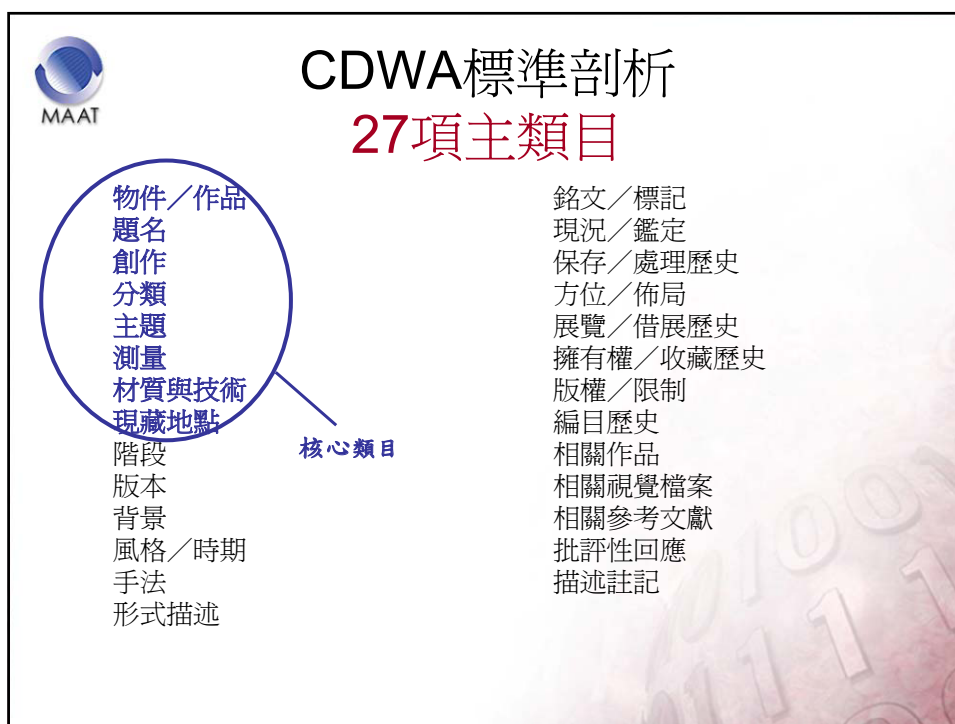 MAAT
CDWA標準剖析
27項主類目
物件／作品
題名
創作
分類
主題
測量
材質與技術
現藏地點
階段
版本
背景
風格／時期
手法
形式描述
核心類目
銘文／標記
現況／鑑定
保存／處理歷史
方位／佈局
展覽／借展歷史
擁有權／收藏歷史
版權／限制
編目歷史
相關作品
相關視覺檔案
相關參考文獻
批評性回應
描述註記